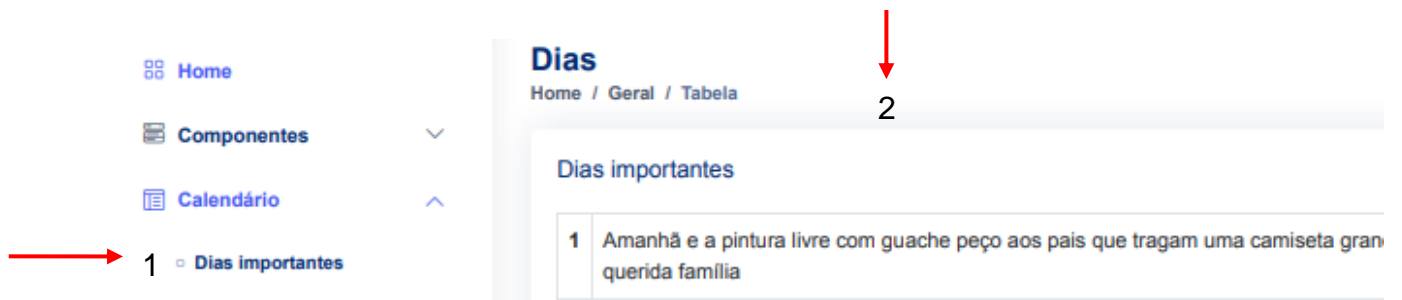 Home
Componentes
Calendário
1 Dias importantes
Dias
Home / Geral / Tabela
2
Dias importantes
1 Amanhã e a pintura livre com guache peço aos pais que tragam uma camiseta
querida família